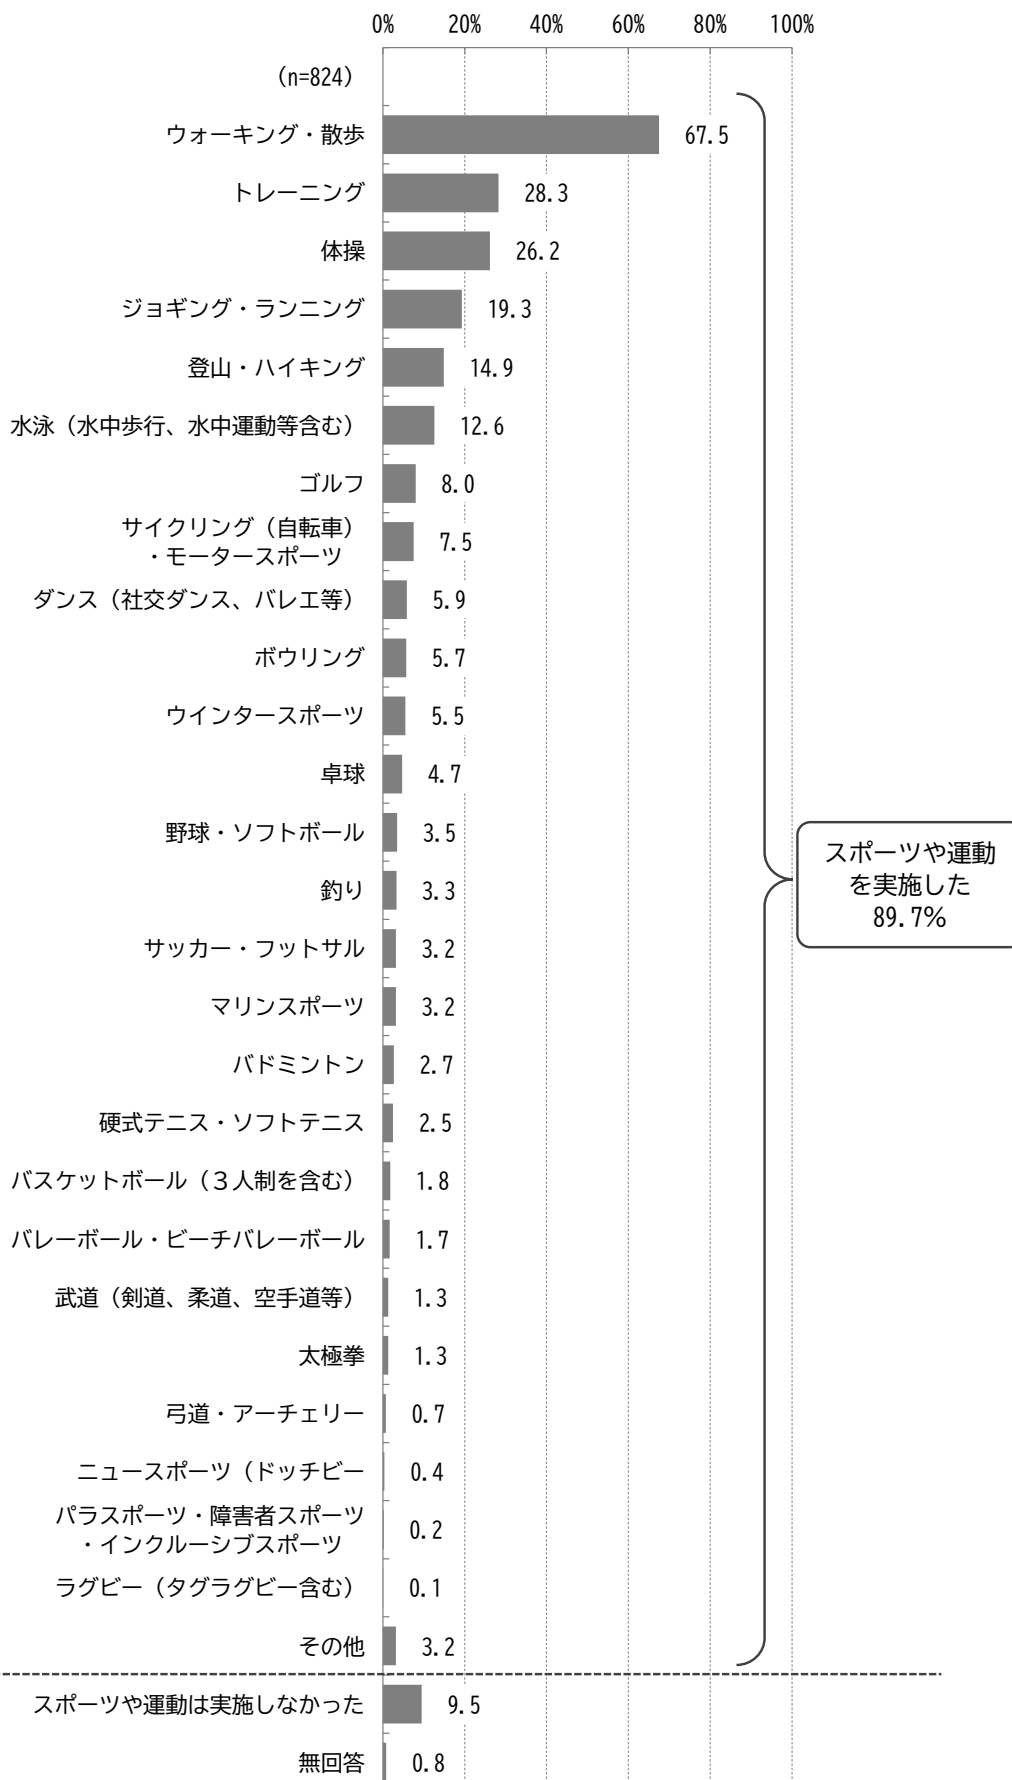 0% 20% 40% 60% 80% 100%
(n=824)
ウォーキング・散歩 67.5
トレーニング 28.3
体操 26.2
ジョギング・ランニング 19.3
登山・ハイキング 14.9
水泳（水中歩行、水中運動等含む） 12.6
ゴルフ 8.0
サイクリング（自転車）
・モータースポーツ 7.5
ダンス（社交ダンス、バレエ等） 5.9
ボウリング 5.7
ウインタースポーツ 5.5
卓球 4.7
野球・ソフトボール 3.5
釣り 3.3
サッカー・フットサル 3.2
マリンスポーツ 3.2
バドミントン 2.7
硬式テニス・ソフトテニス 2.5
バスケットボール（３人制を含む） 1.8
バレーボール・ビーチバレーボール 1.7
武道（剣道、柔道、空手道等） 1.3
太極拳 1.3
弓道・アーチェリー 0.7
ニュースポーツ（ドッチビー 0.4
パラスポーツ・障害者スポーツ
・インクルーシブスポーツ 0.2
ラグビー（タグラグビー含む） 0.1
その他 3.2
スポーツや運動は実施しなかった 9.5
無回答 0.8
スポーツや運動
を実施した
89.7%